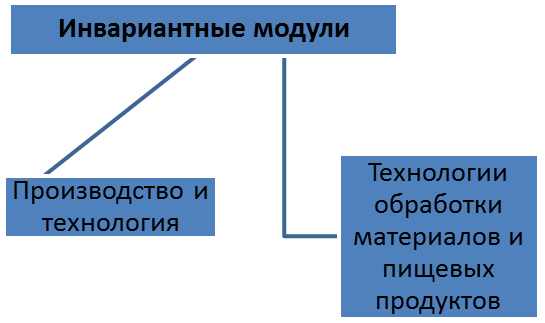 Инвариантные модули
Производство и
технология
Технологии
обработки
материалов и
пищевых
продуктов